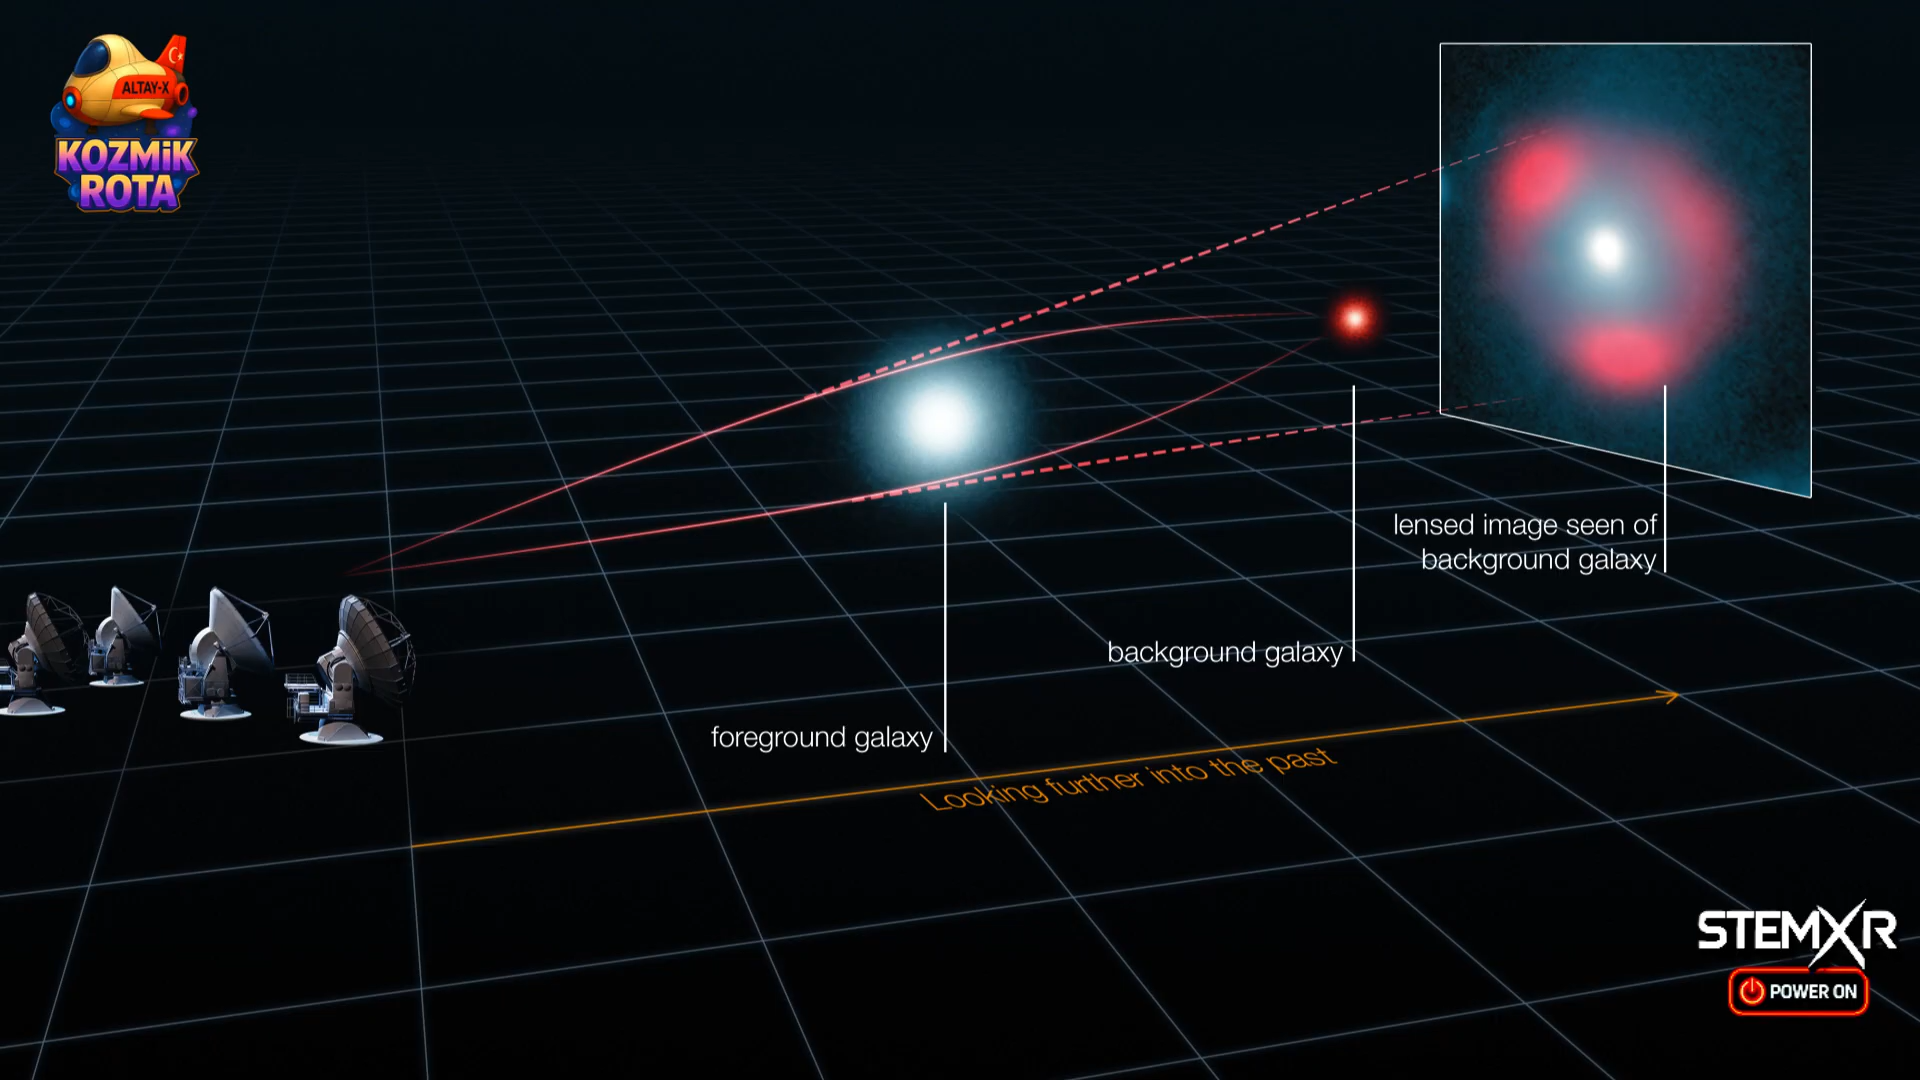 ALTAY-X
KOZMİK
ROTA
lensed image seen of
background galaxy
background galaxy
foreground galaxy
Looking further into the past
STEMXR
POWER ON